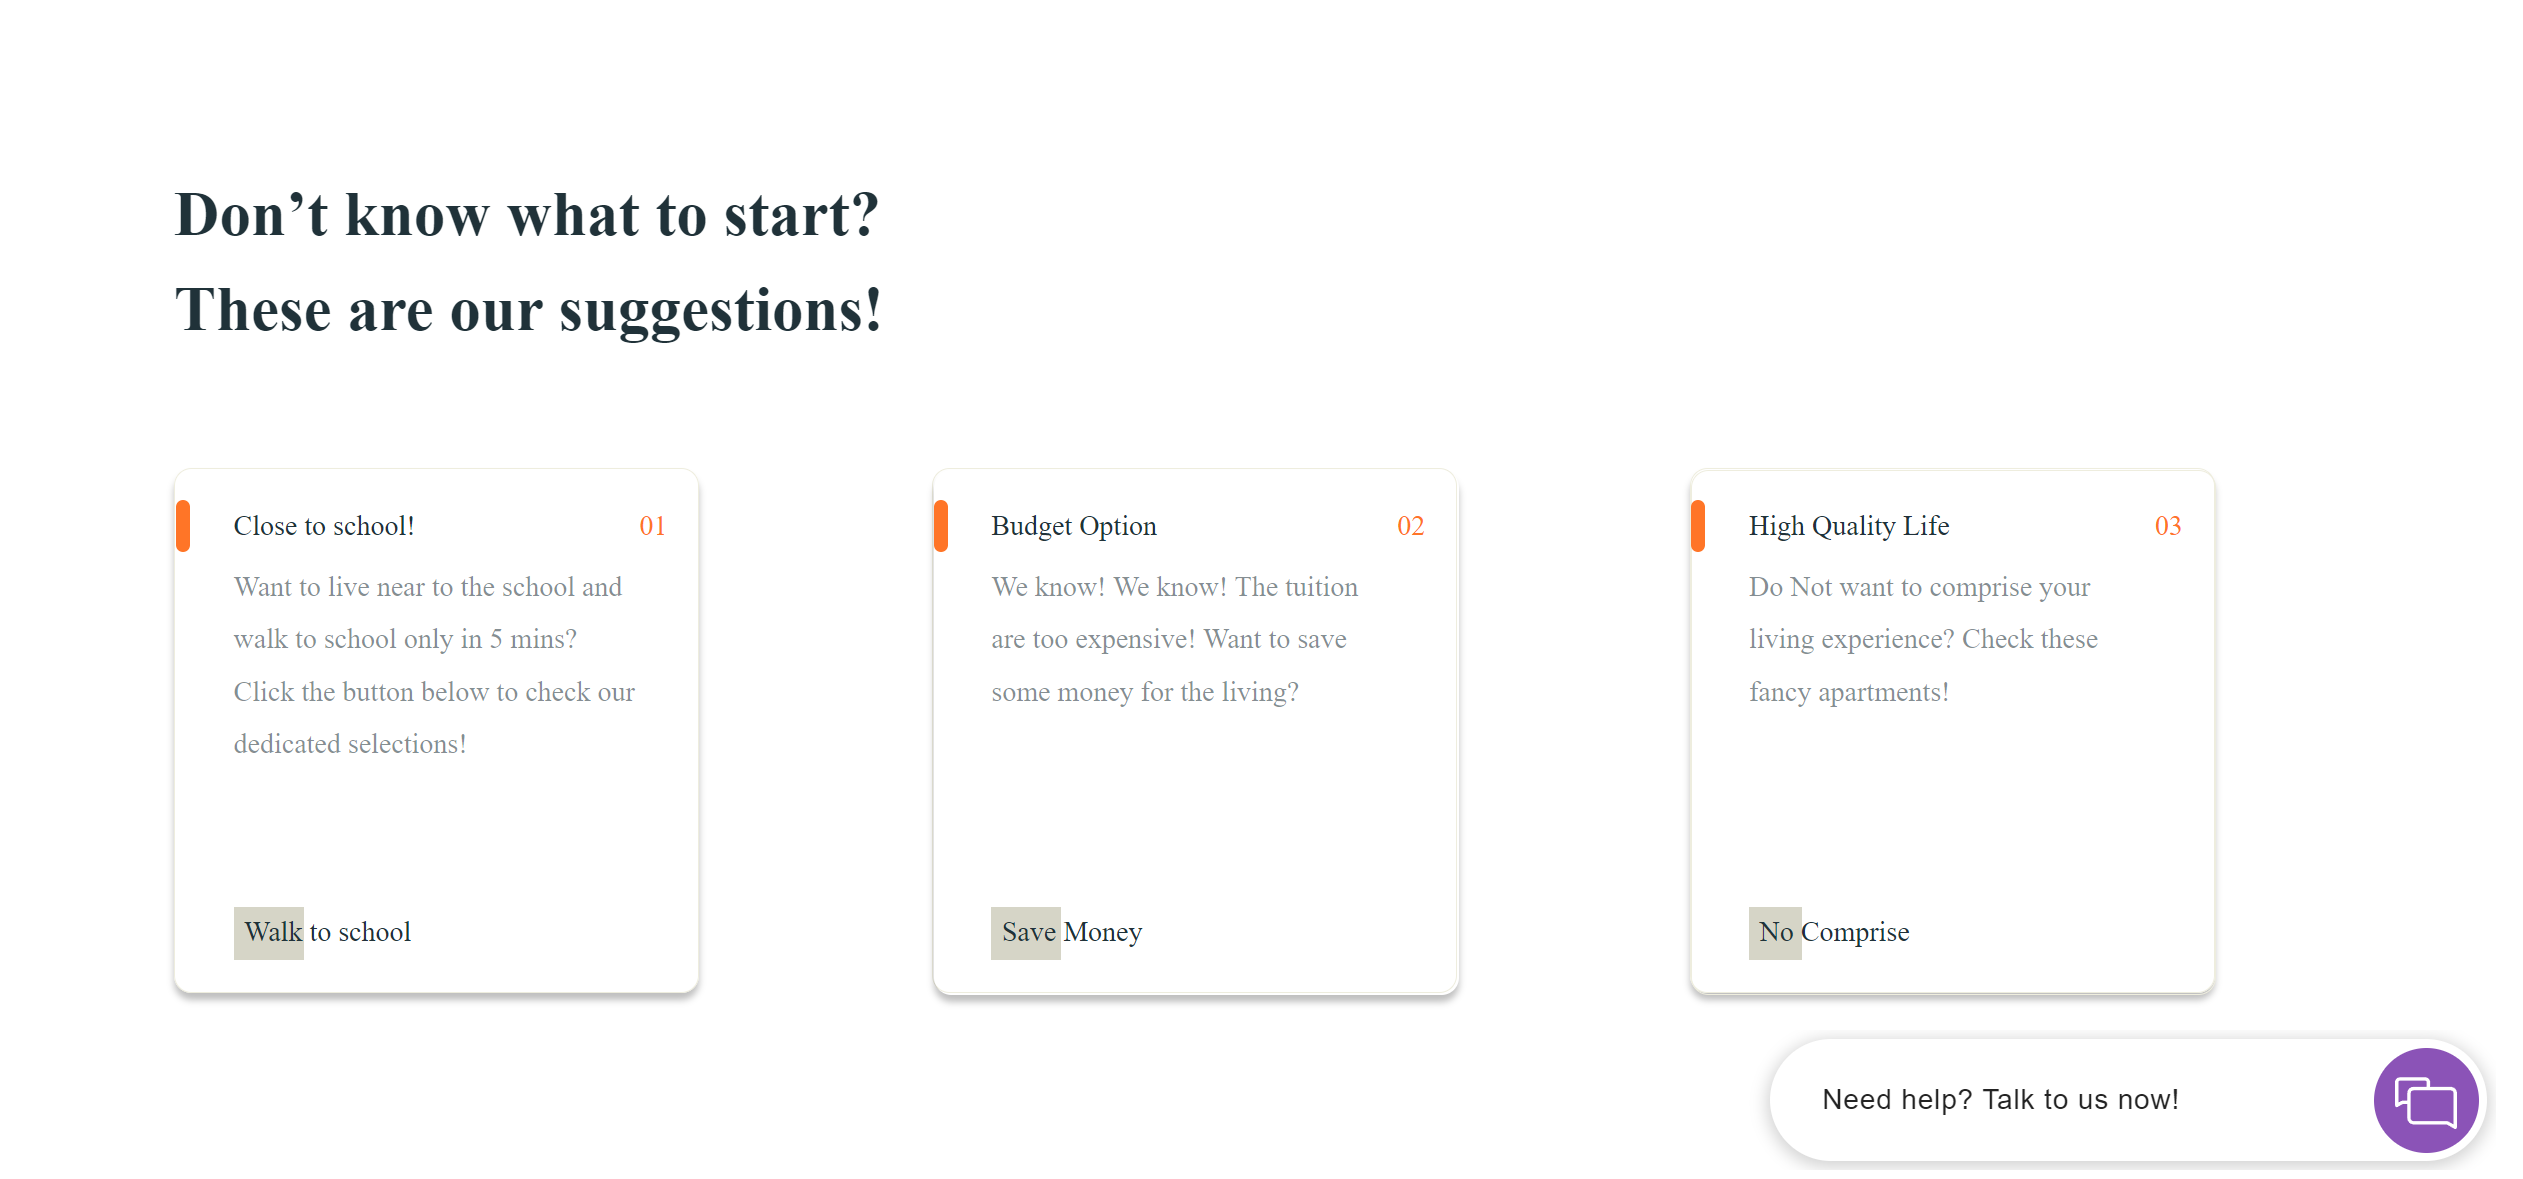 Don’t know what to start?
These are our suggestions!
Close to school!
01
Want to live near to the school and
walk to school only in 5 mins?
Click the button below to check our
dedicated selections!
Walk to school
Budget Option
02
We know! We know! The tuition
are too expensive! Want to save
some money for the living?
Save Money
High Quality Life
03
Do Not want to comprise your
living experience? Check these
fancy apartments!
No Comprise
Need help? Talk to us now!